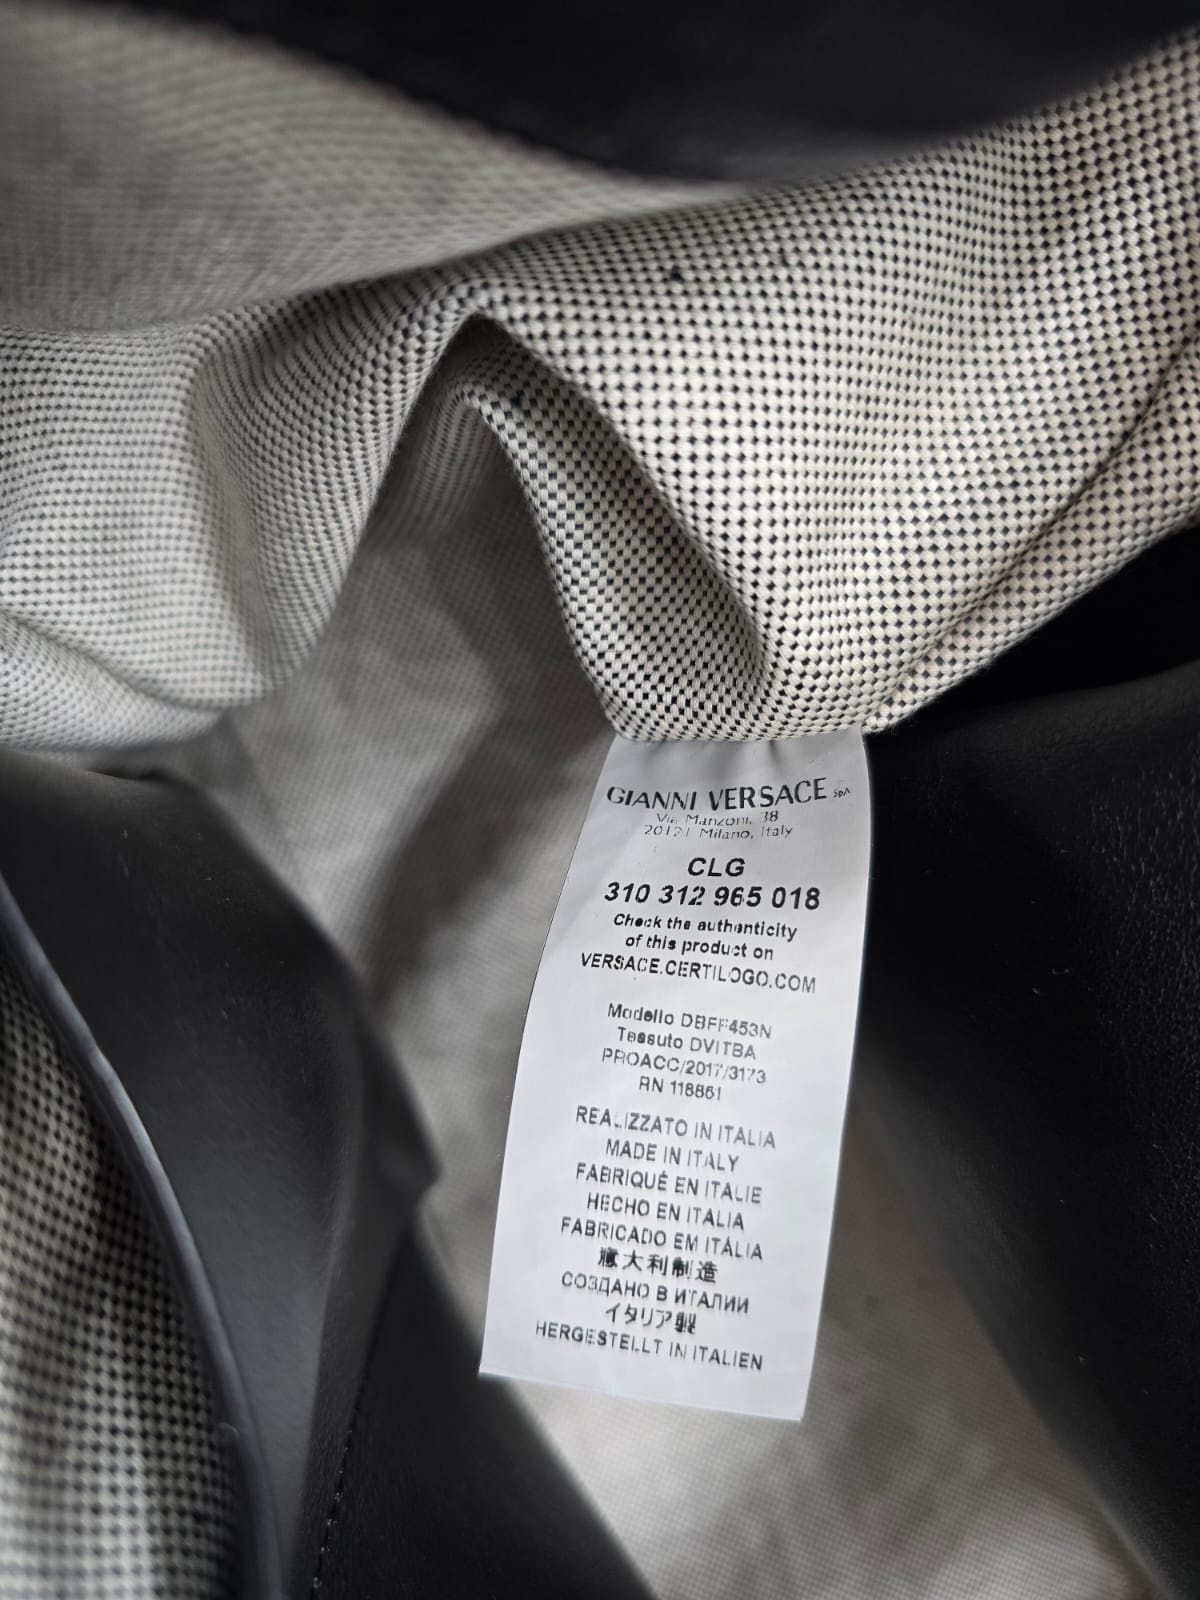 GIANNI VERSACE SpA
Via Manzoni, 38
20121 Milano, Italy
CLG
310 312 965 018
Check the authenticity
of this product on
VERSACE.CERTILOGO.COM
Modello DBFF453N
Tessuto DVITBA
PROACC/2017/3173
RN 118861
REALIZZATO IN ITALIA
MADE IN ITALY
FABRIQUÉ EN ITALIE
HECHO EN ITALIA
FABRICADO EM ITÁLIA
意大利制造
СОЗДАНО В ИТАЛИИ
イタリア製
HERGESTELLT IN ITALIEN